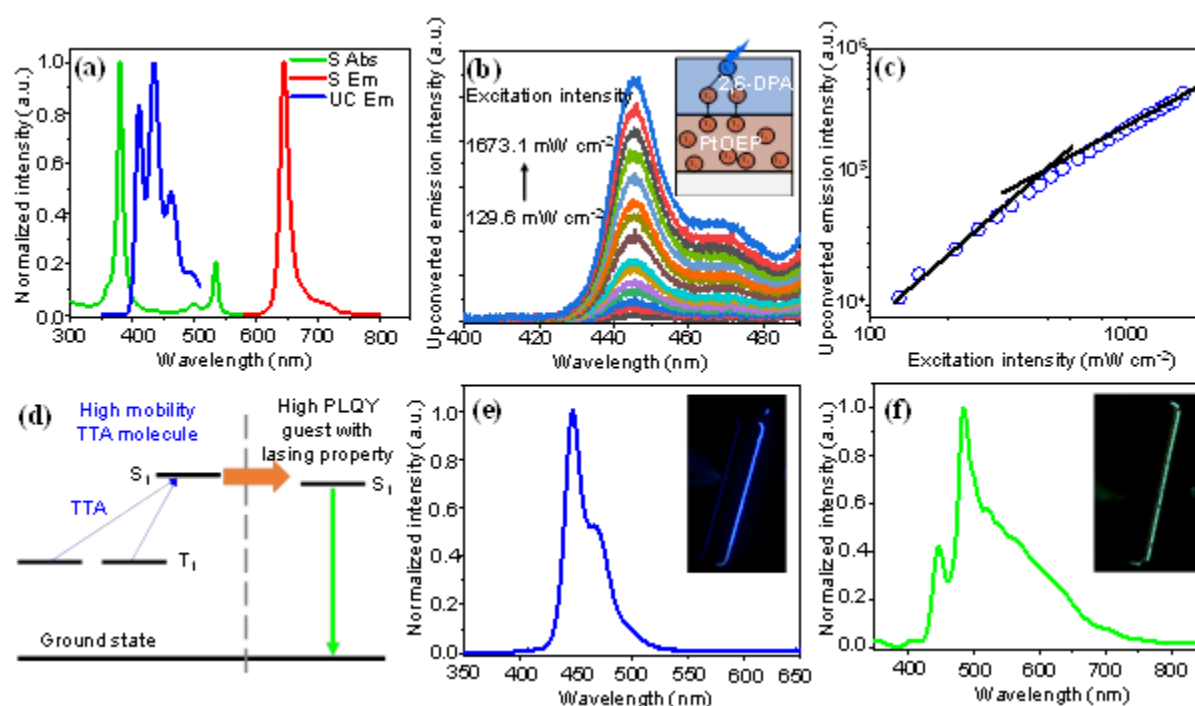 (a)
S Abs
S Em
UC Em
Normalized intensity (a.u.)
1.0
0.8
0.6
0.4
0.2
0.0
300 400 500 600 700 800
Wavelength (nm)
(b)
Excitation intensity
1673.1 mW cm-2
129.6 mW cm-2
2,6-DPA
PtOEP
Upconverted emission intensity (a.u.)
400 420 440 460 480
Wavelength (nm)
(c)
Upconverted emission intensity (a.u.)
10^6
10^5
10^4
100 1000
Excitation intensity (mW cm-2)
(d)
High mobility
TTA molecule
High PLQY
guest with
lasing property
S1
S1
TTA
T1
Ground state
(e)
Normalized intensity (a.u.)
1.0
0.8
0.6
0.4
0.2
0.0
350 400 450 500 550 600 650
Wavelength (nm)
(f)
Normalized intensity (a.u.)
1.0
0.8
0.6
0.4
0.2
0.0
400 500 600 700 800
Wavelength (nm)